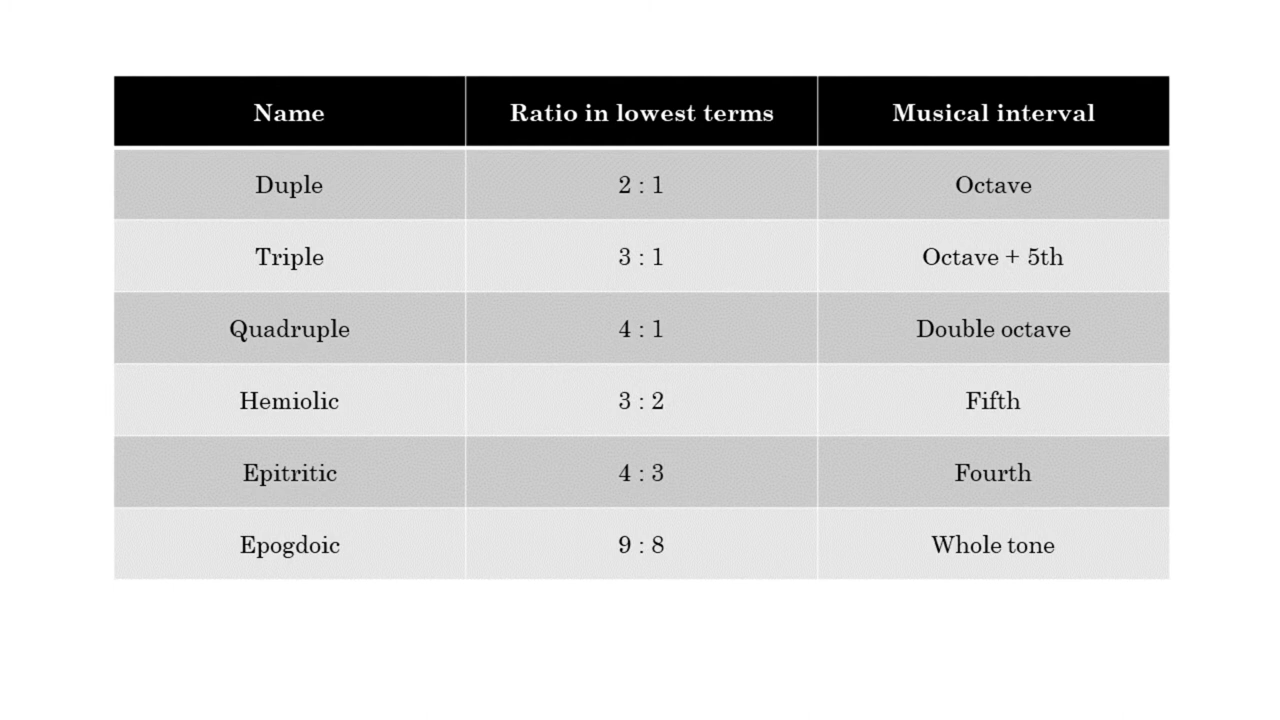 Name Ratio in lowest terms Musical interval
Duple 2 : 1 Octave
Triple 3 : 1 Octave + 5th
Quadruple 4 : 1 Double octave
Hemiolic 3 : 2 Fifth
Epitritic 4 : 3 Fourth
Epogdoic 9 : 8 Whole tone